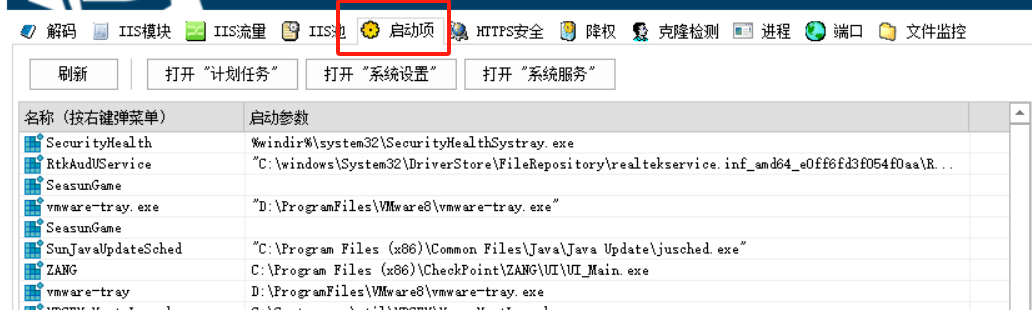 解码 IIS模块 IIS流量 IIS池 启动项 HTTPS安全 降权 克隆检测 进程 端口 文件监控
刷新 打开 "计划任务" 打开 "系统设置" 打开 "系统服务"
名称 (按右键弹菜单) 启动参数
SecurityHealth %windir%\system32\SecurityHealthSystray.exe
RtkAudUService "C:\windows\System32\DriverStore\FileRepository\realtekservice.inf_amd64_e0ff6fd3f054f0aa\R...
SeasunGame
vmware-tray.exe "D:\ProgramFiles\VMware8\vmware-tray.exe"
SeasunGame
SunJavaUpdateSched "C:\Program Files (x86)\Common Files\Java\Java Update\jusched.exe"
ZANG C:\Program Files (x86)\CheckPoint\ZANG\UI\UI_Main.exe
vmware-tray D:\ProgramFiles\VMware8\vmware-tray.exe